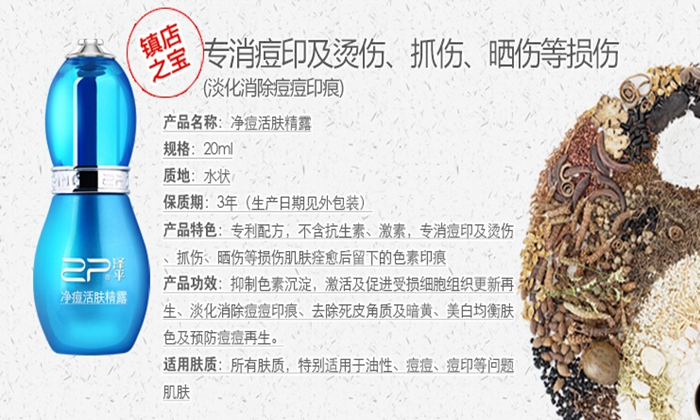 镇店
之宝
专消痘印及烫伤、抓伤、晒伤等损伤
(淡化消除痘痘印痕)
产品名称：净痘活肤精露
规格：20ml
质地：水状
保质期：3年（生产日期见外包装）
产品特色：专利配方，不含抗生素、激素，专消痘印及烫伤
、抓伤、晒伤等损伤肌肤痊愈后留下的色素印痕
产品功效：抑制色素沉淀，激活及促进受损细胞组织更新再
生、淡化消除痘痘印痕、去除死皮角质及暗黄、美白均衡肤
色及预防痘痘再生。
适用肤质：所有肤质，特别适用于油性、痘痘、痘印等问题
肌肤
ZP
泽平
净痘活肤精露